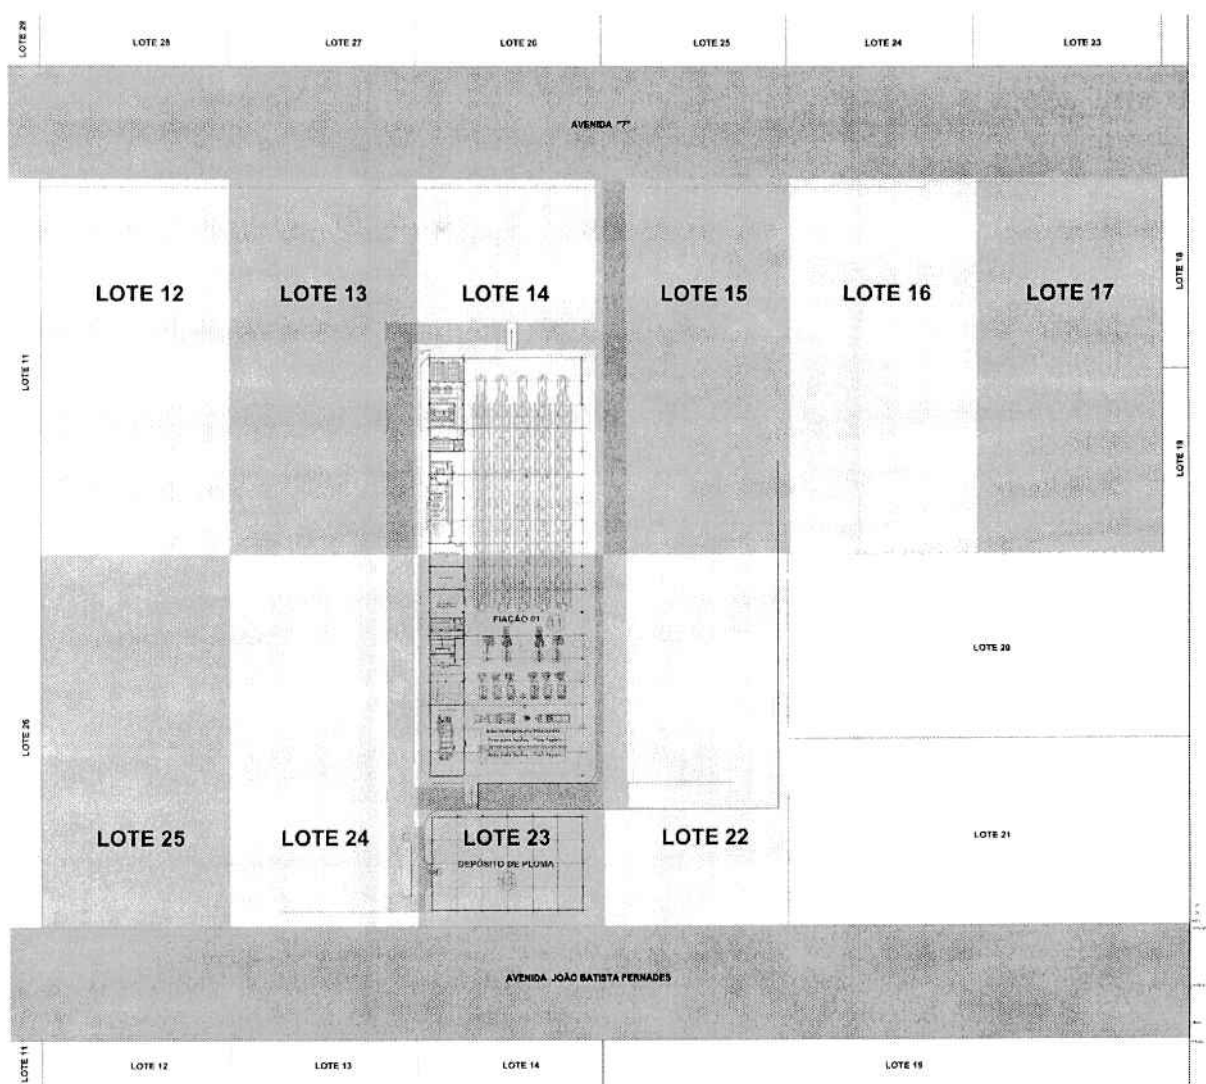 LOTE 29
LOTE 28
LOTE 27
LOTE 26
LOTE 25
LOTE 24
LOTE 23
AVENIDA "7"
LOTE 12
LOTE 13
LOTE 14
LOTE 15
LOTE 16
LOTE 17
LOTE 18
LOTE 11
LOTE 19
FIAÇÃO 01
LOTE 20
LOTE 26
LOTE 25
LOTE 24
LOTE 23
LOTE 22
LOTE 21
DEPÓSITO DE PLUMA
AVENIDA JOÃO BATISTA FERNADES
LOTE 11
LOTE 12
LOTE 13
LOTE 14
LOTE 19